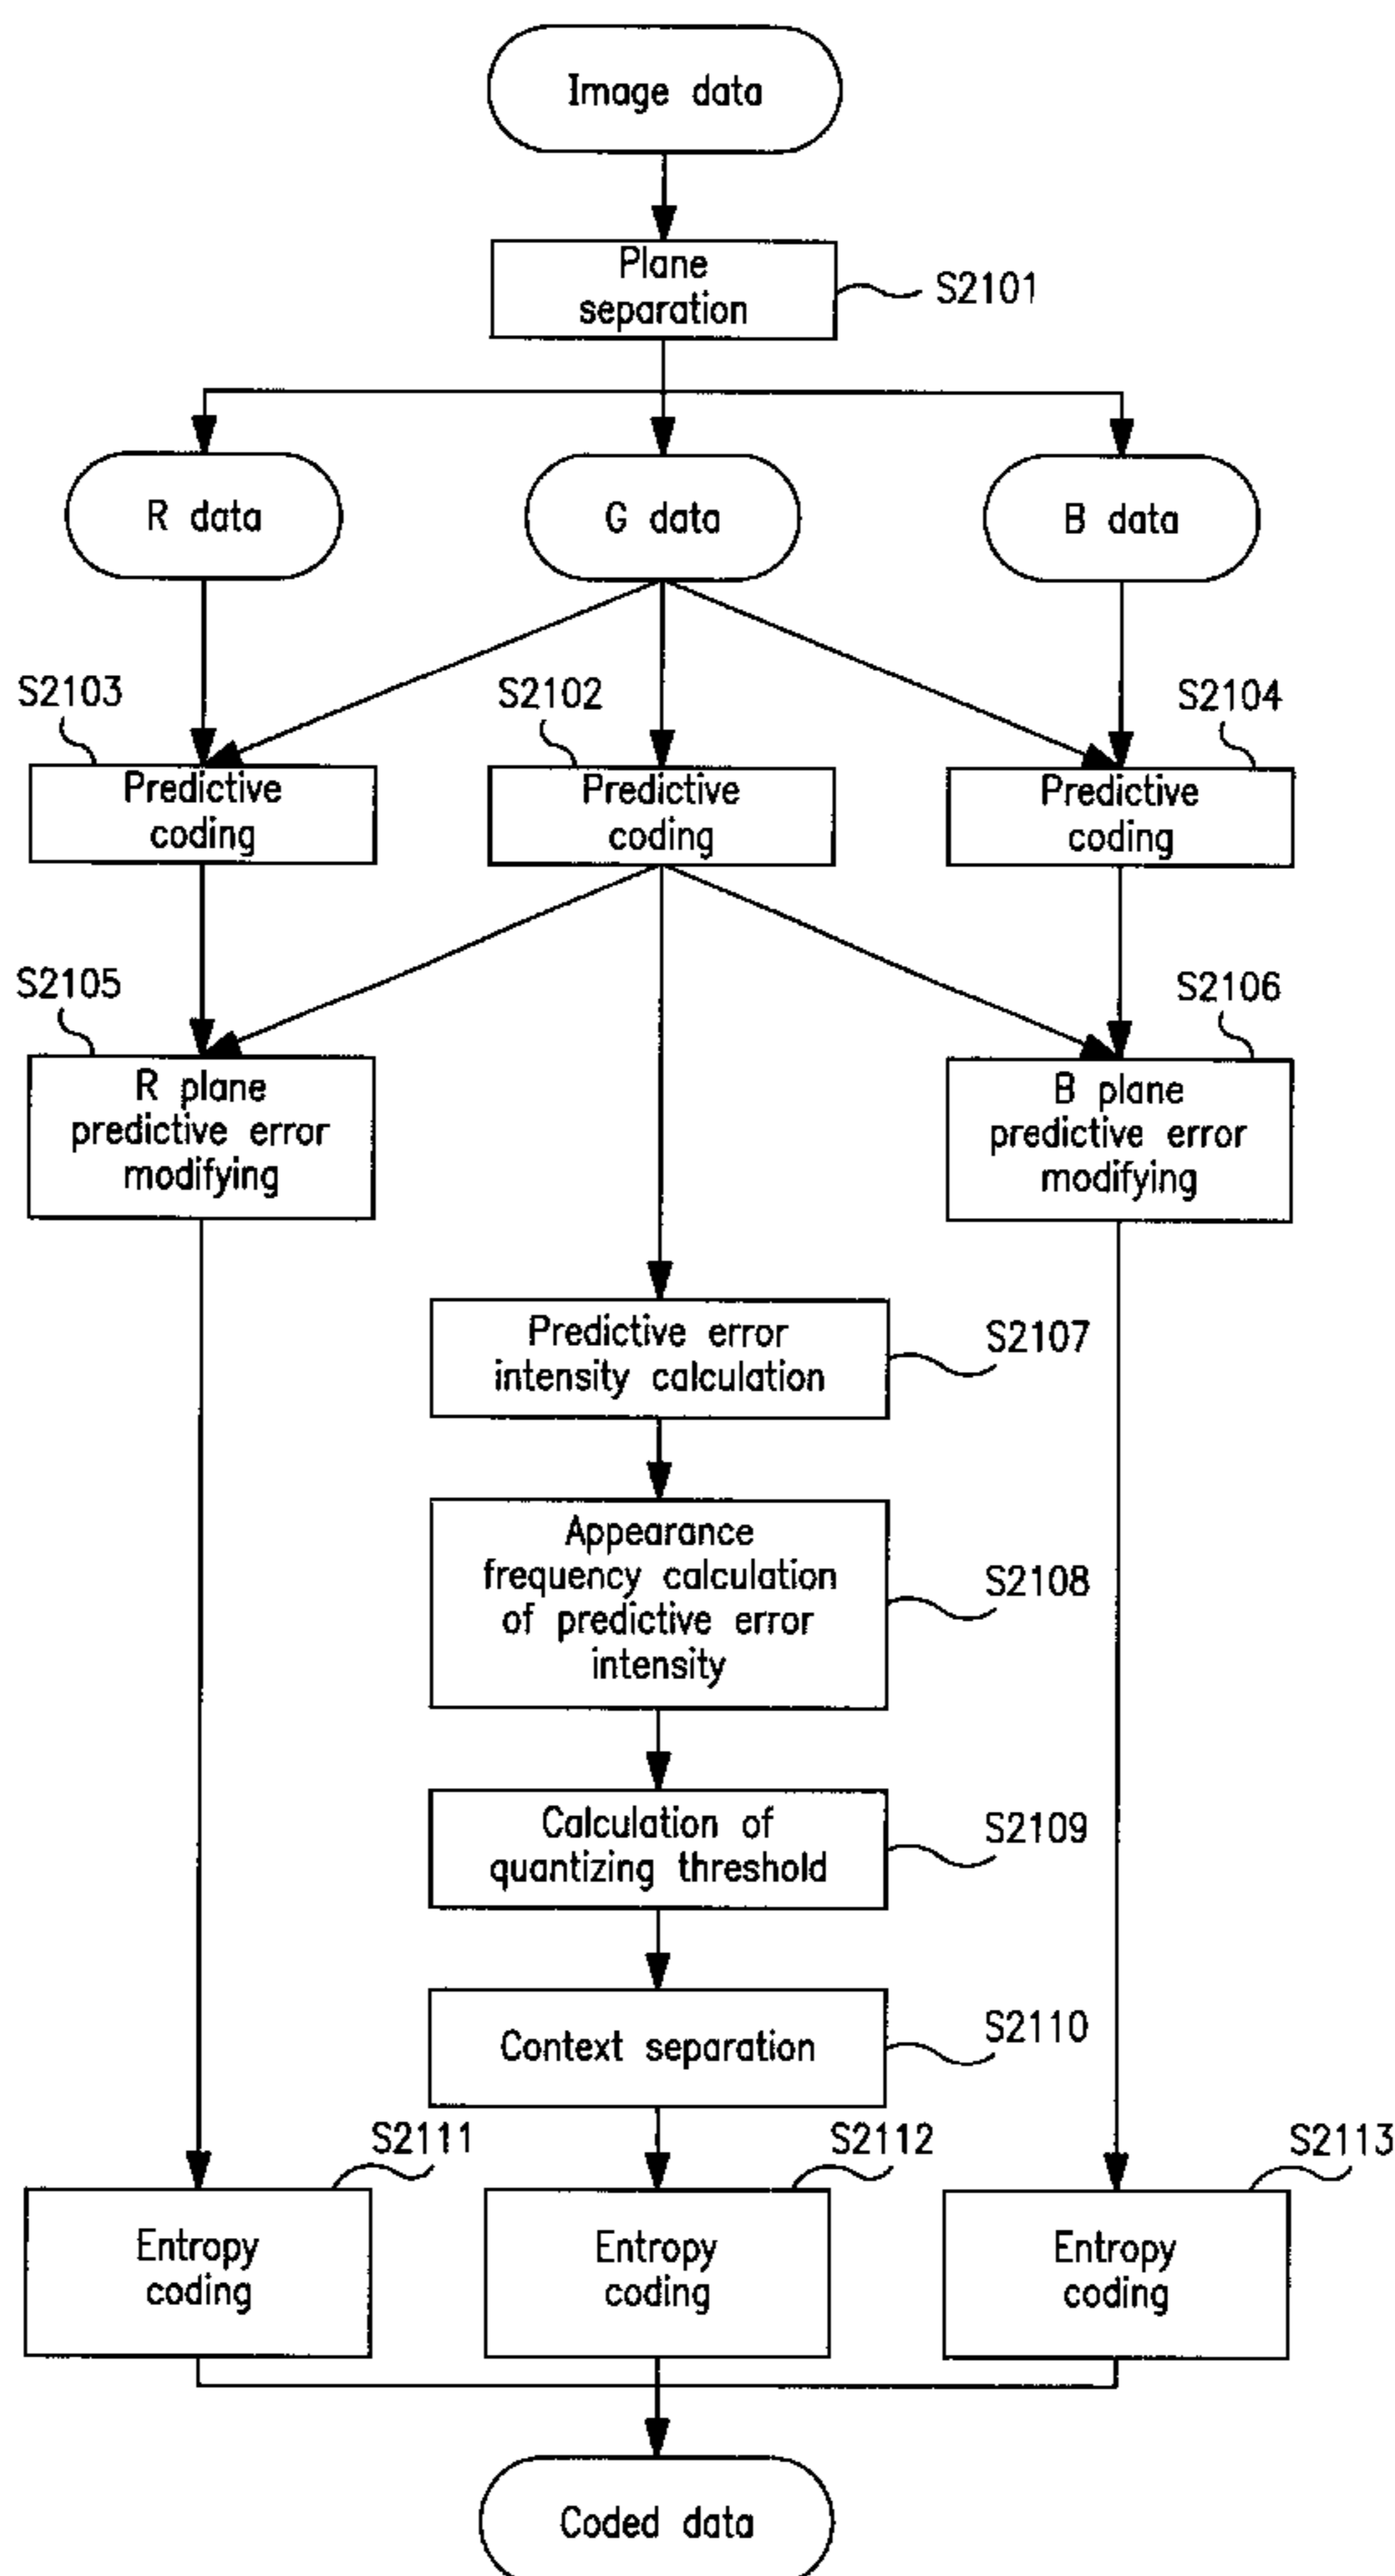 Image data
Plane
separation
S2101
R data
G data
B data
S2103
S2102
S2104
Predictive
coding
Predictive
coding
Predictive
coding
S2105
S2106
R plane
predictive error
modifying
B plane
predictive error
modifying
Predictive error
intensity calculation
S2107
Appearance
frequency calculation
of predictive error
intensity
S2108
Calculation of
quantizing threshold
S2109
Context separation
S2110
S2111
S2112
S2113
Entropy
coding
Entropy
coding
Entropy
coding
Coded data